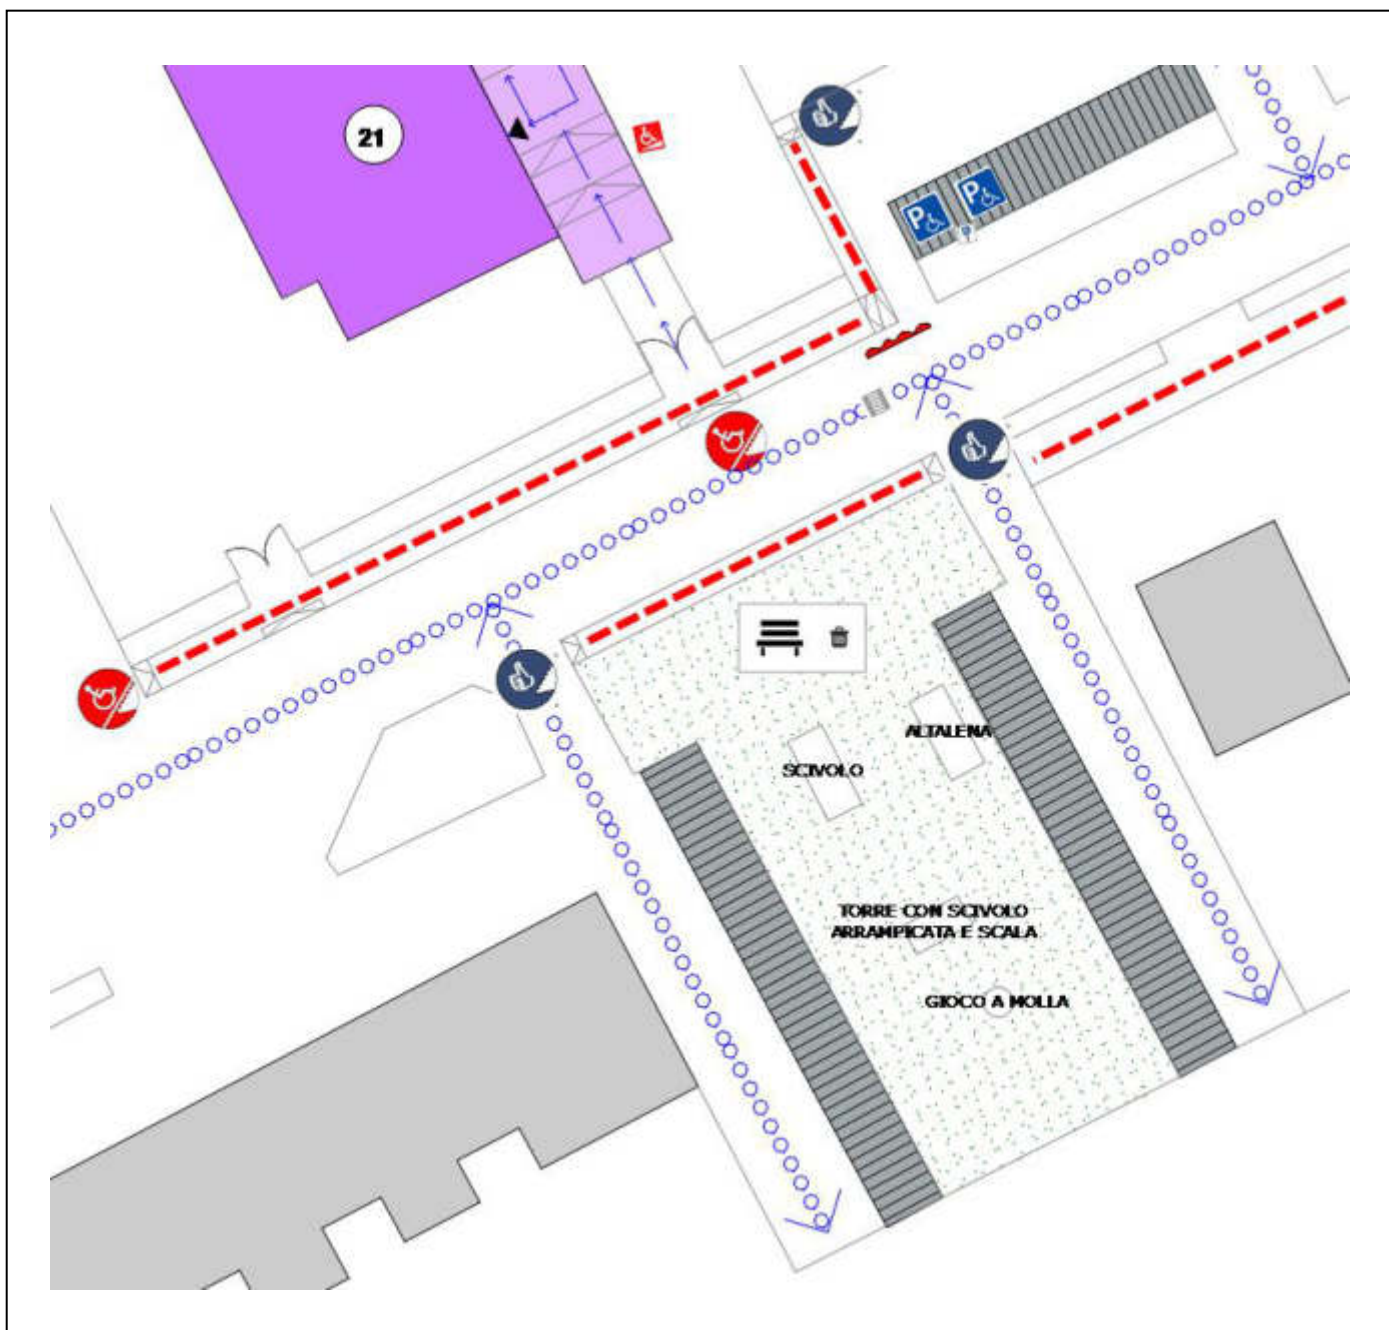 21
P
P
ALTALENA
SCIVOLO
TORRE CON SCIVOLO
ARRAMPICATA E SCALA
GIOCO A MOLLA